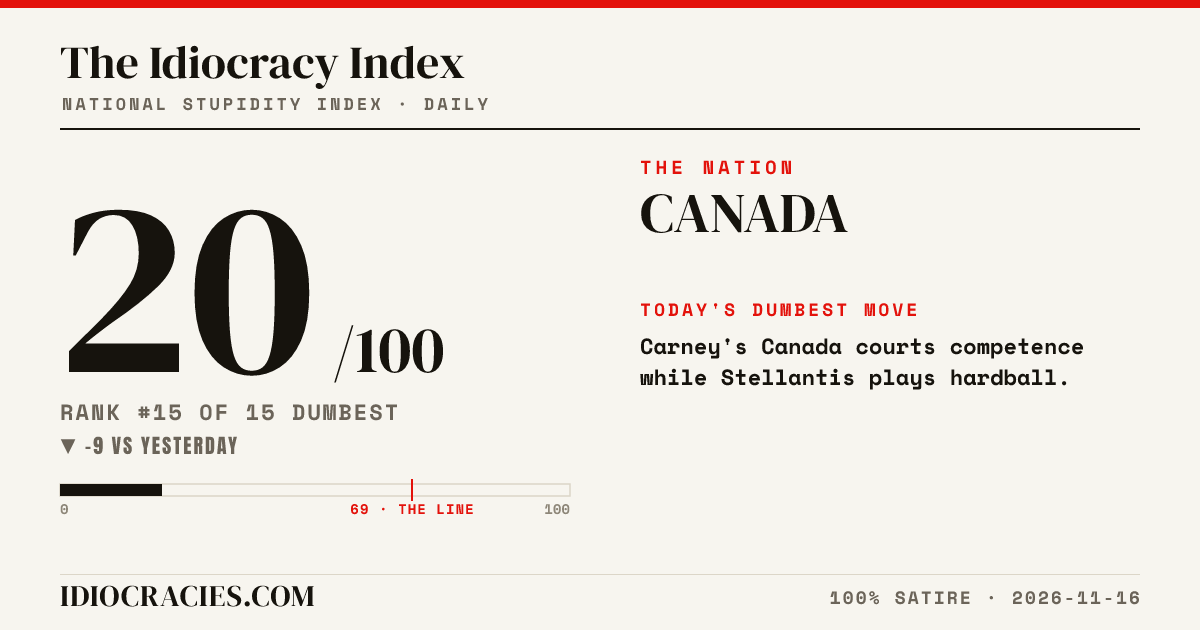 The Idiocracy Index
NATIONAL STUPIDITY INDEX · DAILY
20 /100
RANK #15 OF 15 DUMBEST
▼ -9 VS YESTERDAY
0
69 · THE LINE
100
THE NATION
CANADA
TODAY'S DUMBEST MOVE
Carney's Canada courts competence
while Stellantis plays hardball.
IDIOCRACIES.COM
100% SATIRE · 2026-11-16